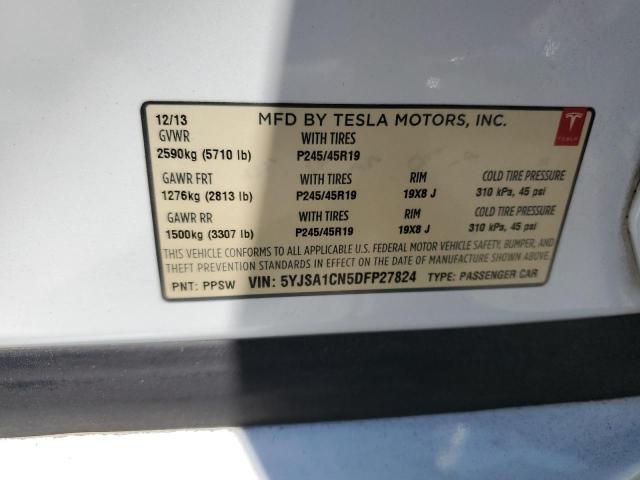 12/13 MFD BY TESLA MOTORS, INC.
GVWR WITH TIRES
2590kg (5710 lb) P245/45R19
TESLA
GAWR FRT WITH TIRES RIM COLD TIRE PRESSURE
1276kg (2813 lb) P245/45R19 19X8 J 310 kPa, 45 psi
GAWR RR WITH TIRES RIM COLD TIRE PRESSURE
1500kg (3307 lb) P245/45R19 19X8 J 310 kPa, 45 psi
THIS VEHICLE CONFORMS TO ALL APPLICABLE U.S. FEDERAL MOTOR VEHICLE SAFETY, BUMPER, AND
THEFT PREVENTION STANDARDS IN EFFECT ON THE DATE OF MANUFACTURE SHOWN ABOVE.
PNT: PPSW VIN: 5YJSA1CN5DFP27824 TYPE: PASSENGER CAR